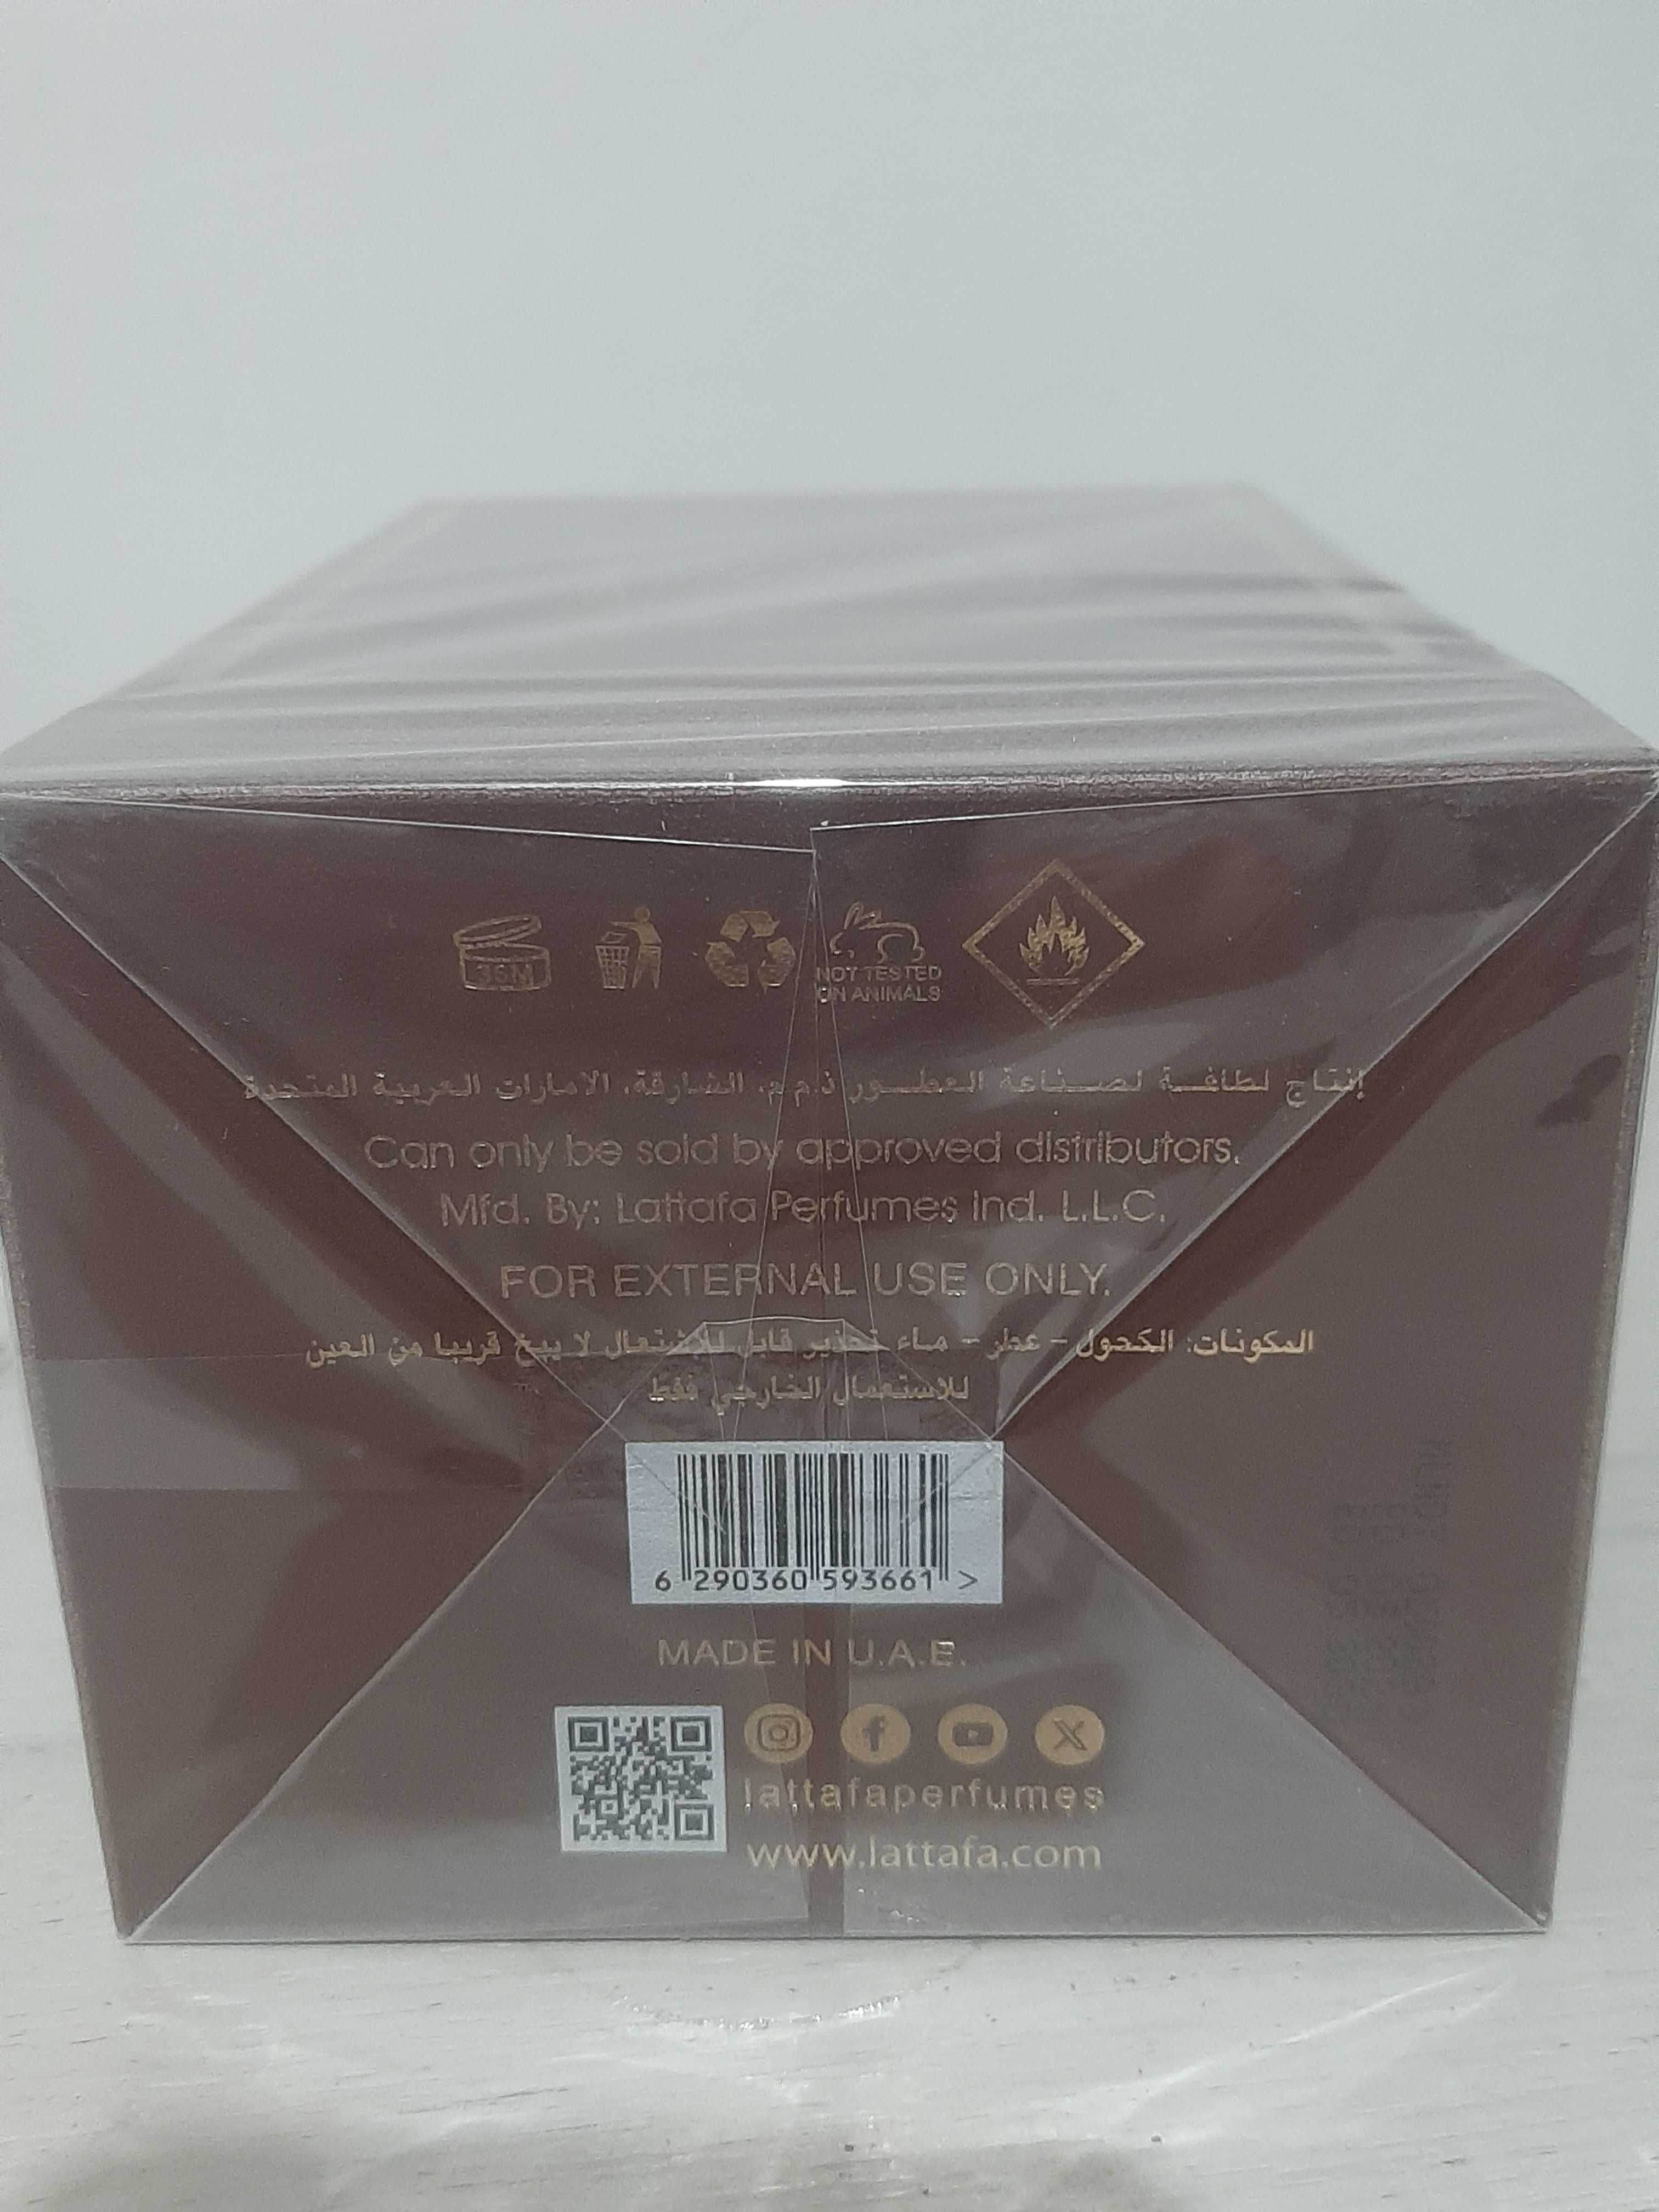 36M
NOT TESTED
ON ANIMALS
إنتاج لطافة لصناعة العطور ذ.م.م، الشارقة، الامارات العربية المتحدة
Can only be sold by approved distributors.
Mfd. By: Lattafa Perfumes Ind. L.L.C.
FOR EXTERNAL USE ONLY.
المكونات: الكحول - عطر - ماء تحذير قابل للإشتعال لا يبخ قريبا من العين
للاستعمال الخارجي فقط
6 290360 593661 >
MADE IN U.A.E.
lattafaperfumes
www.lattafa.com